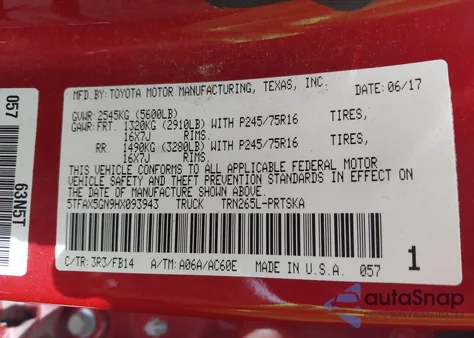 MFD.BY: TOYOTA MOTOR MANUFACTURING, TEXAS, INC. DATE: 06/17
GVWR: 2545KG (5600LB)
GAWR: FRT. 1320KG (2910LB) WITH P245/75R16 TIRES,
16X7J RIMS.
RR. 1490KG (3280LB) WITH P245/75R16 TIRES,
16X7J RIMS.
THIS VEHICLE CONFORMS TO ALL APPLICABLE FEDERAL MOTOR
VEHICLE SAFETY AND THEFT PREVENTION STANDARDS IN EFFECT ON
THE DATE OF MANUFACTURE SHOWN ABOVE.
5TFAX5GN9HX093943 TRUCK TRN265L-PRTSKA
C/TR: 3R3/FB14 A/TM: A06A/AC60E MADE IN U.S.A. 057 1
057
63N5T
autoSnap